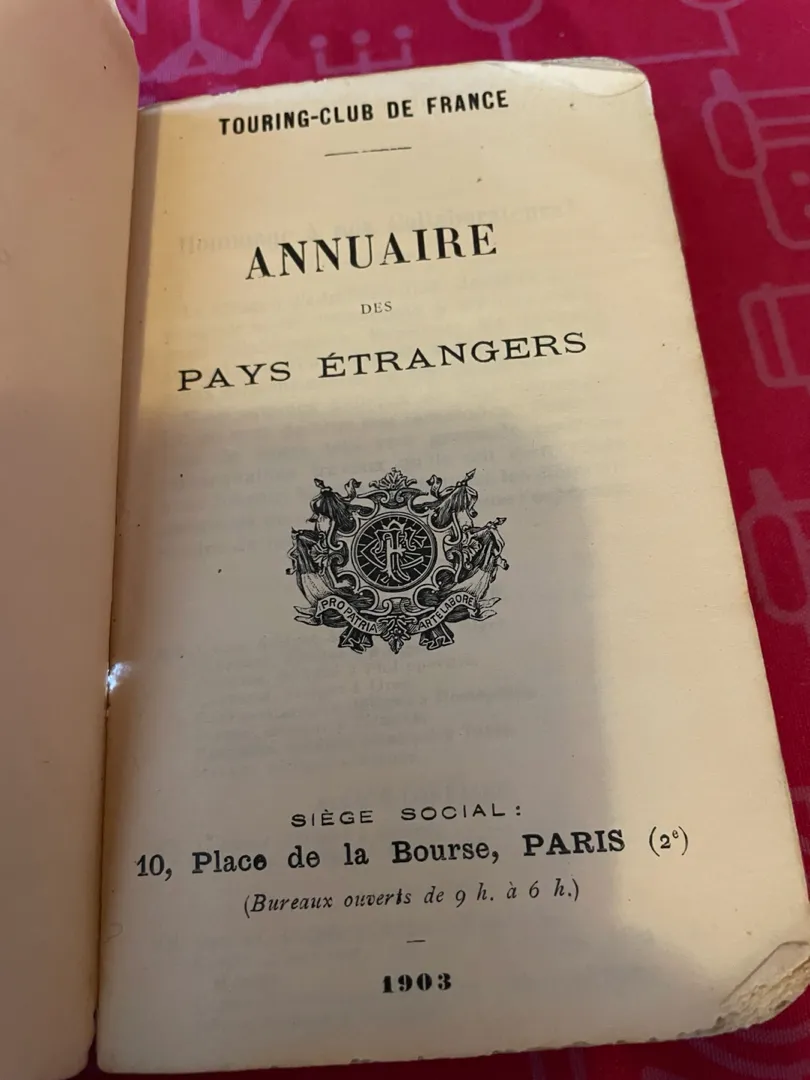 TOURING-CLUB DE FRANCE
ANNUAIRE
DES
PAYS ÉTRANGERS
PRO PATRIA
ARTE LABORE
SIÈGE SOCIAL :
10, Place de la Bourse, PARIS (2e)
(Bureaux ouverts de 9 h. à 6 h.)
1903